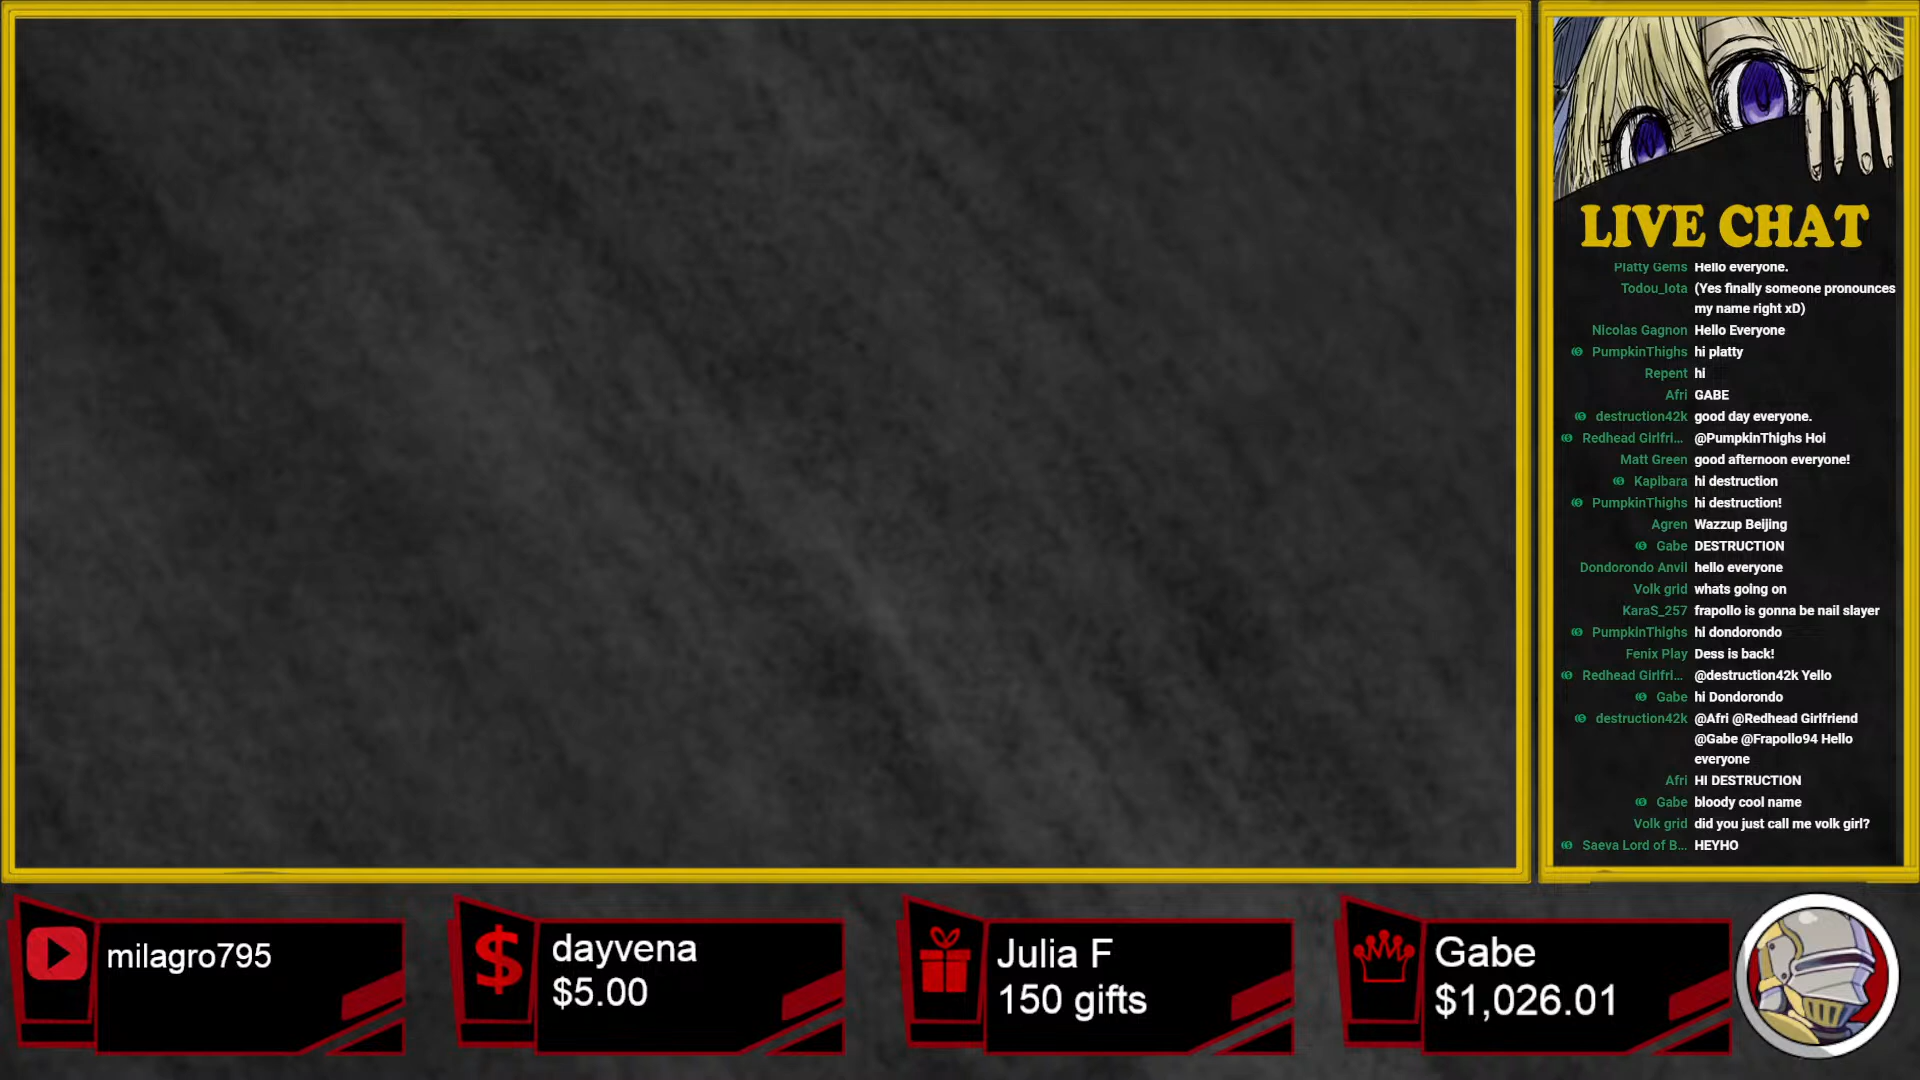 LIVE CHAT
Platty Gems Hello everyone.
Todou_Iota (Yes finally someone pronounces
my name right xD)
Nicolas Gagnon Hello Everyone
PumpkinThighs hi platty
Repent hi
Afri GABE
destruction42k good day everyone.
Redhead Girlfri... @PumpkinThighs Hoi
Matt Green good afternoon everyone!
Kapibara hi destruction
PumpkinThighs hi destruction!
Agren Wazzup Beijing
Gabe DESTRUCTION
Dondorondo Anvil hello everyone
Volk grid whats going on
KaraS_257 frapollo is gonna be nail slayer
PumpkinThighs hi dondorondo
Fenix Play Dess is back!
Redhead Girlfri... @destruction42k Yello
Gabe hi Dondorondo
destruction42k @Afri @Redhead Girlfriend
@Gabe @Frapollo94 Hello
everyone
Afri HI DESTRUCTION
Gabe bloody cool name
Volk grid did you just call me volk girl?
Saeva Lord of B... HEYHO
milagro795
dayvena
$5.00
Julia F
150 gifts
Gabe
$1,026.01